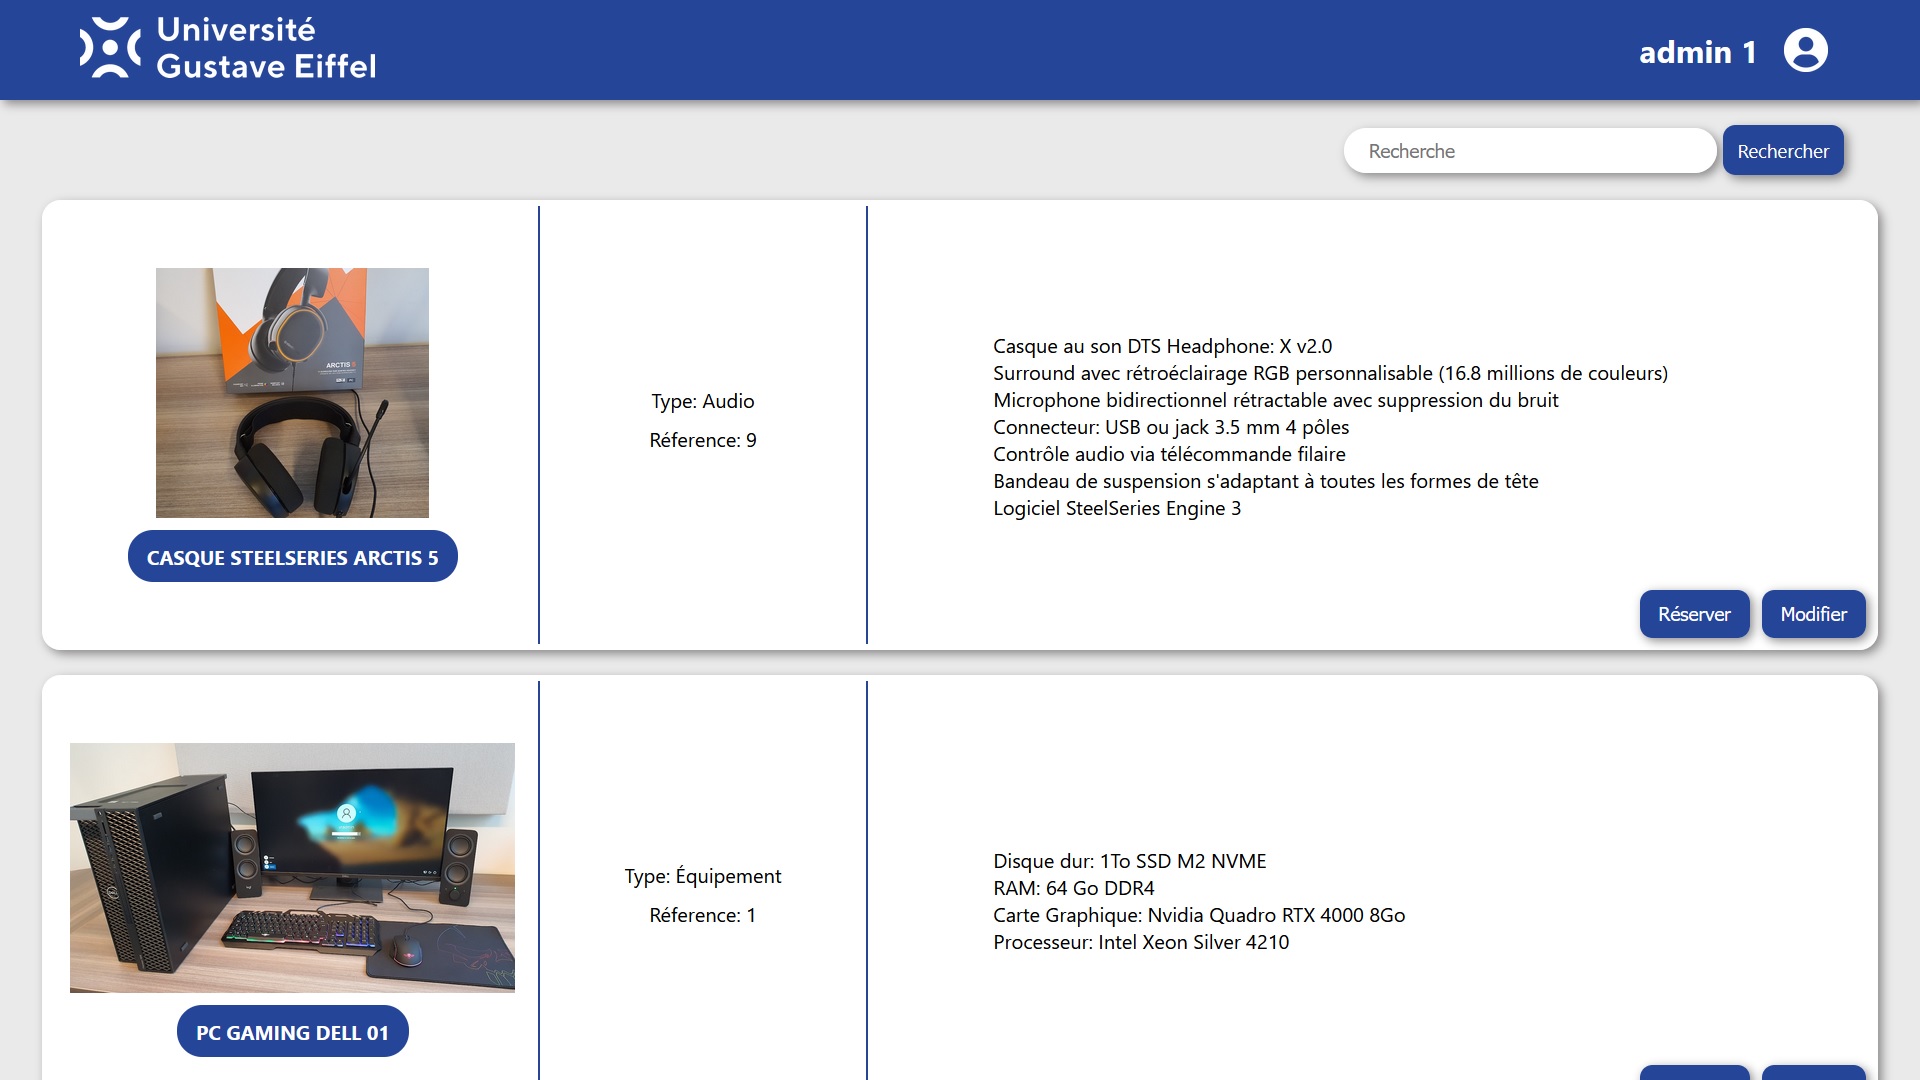 Université
Gustave Eiffel
admin 1
Recherche
Rechercher
ARCTIS 5
CASQUE STEELSERIES ARCTIS 5
Type: Audio
Réference: 9
Casque au son DTS Headphone: X v2.0
Surround avec rétroéclairage RGB personnalisable (16.8 millions de couleurs)
Microphone bidirectionnel rétractable avec suppression du bruit
Connecteur: USB ou jack 3.5 mm 4 pôles
Contrôle audio via télécommande filaire
Bandeau de suspension s'adaptant à toutes les formes de tête
Logiciel SteelSeries Engine 3
Réserver
Modifier
PC GAMING DELL 01
Type: Équipement
Réference: 1
Disque dur: 1To SSD M2 NVME
RAM: 64 Go DDR4
Carte Graphique: Nvidia Quadro RTX 4000 8Go
Processeur: Intel Xeon Silver 4210